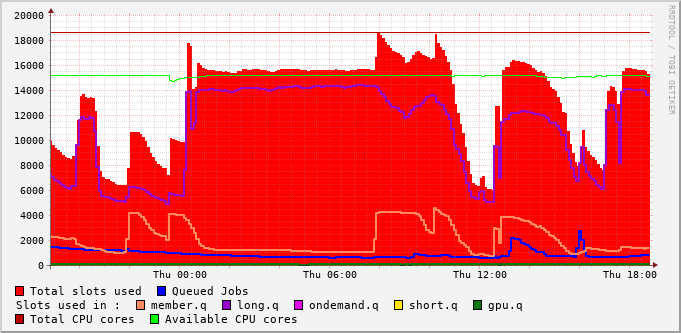 20000
18000
16000
14000
12000
10000
8000
6000
4000
2000
0
Thu 00:00 Thu 06:00 Thu 12:00 Thu 18:00
RRDTOOL / TOBI OETIKER
Total slots used Queued Jobs
Slots used in : member.q long.q ondemand.q short.q gpu.q
Total CPU cores Available CPU cores